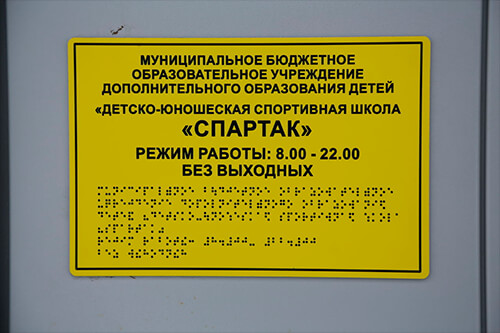 МУНИЦИПАЛЬНОЕ БЮДЖЕТНОЕ
ОБРАЗОВАТЕЛЬНОЕ УЧРЕЖДЕНИЕ
ДОПОЛНИТЕЛЬНОГО ОБРАЗОВАНИЯ ДЕТЕЙ
«ДЕТСКО-ЮНОШЕСКАЯ СПОРТИВНАЯ ШКОЛА
«СПАРТАК»
РЕЖИМ РАБОТЫ: 8.00 - 22.00
БЕЗ ВЫХОДНЫХ